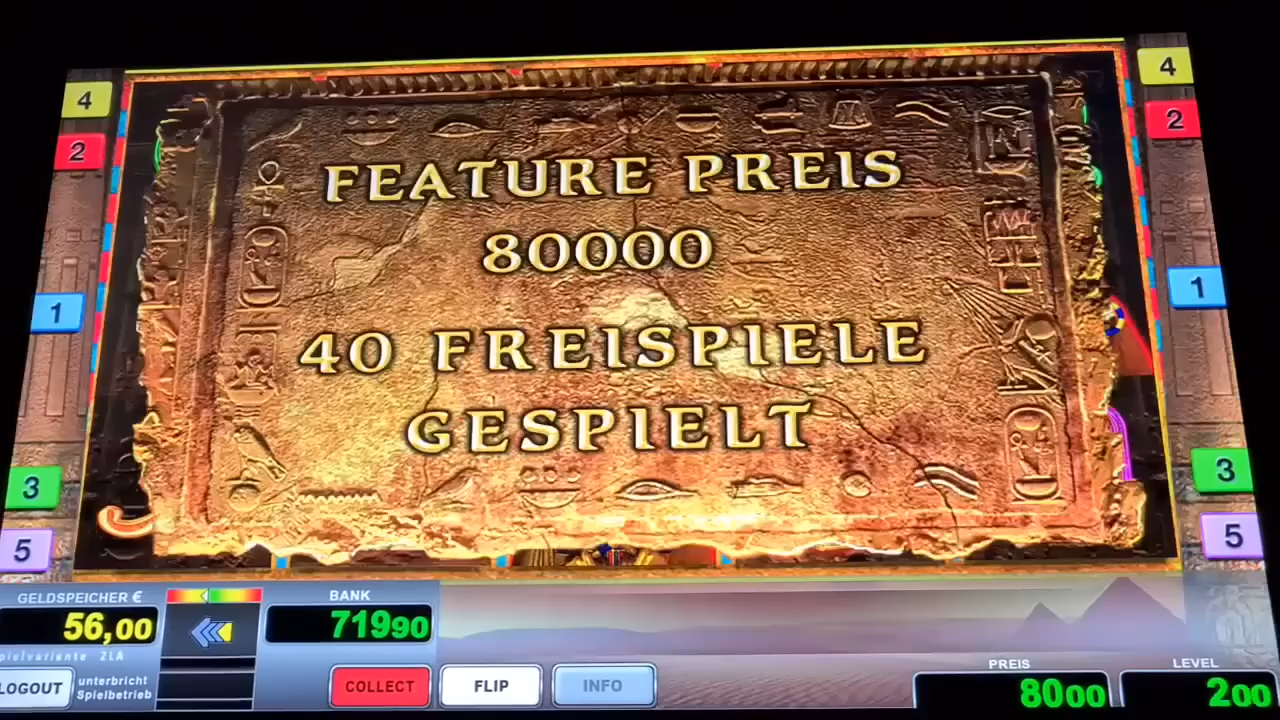 4
4
2
2
FEATURE PREIS
80000
1
1
40 FREISPIELE
GESPIELT
3
3
5
5
GELDSPEICHER €
56,00
BANK
71990
ZLA
LOGOUT
unterbricht
Spielbetrieb
COLLECT
FLIP
INFO
PREIS
8000
LEVEL
200